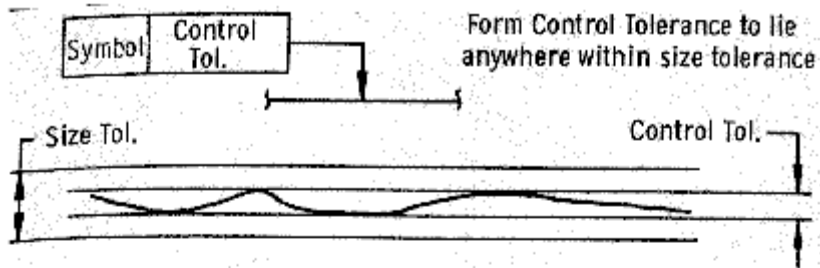 Symbol
Control
Tol.
Form Control Tolerance to lie
anywhere within size tolerance
Size Tol.
Control Tol.